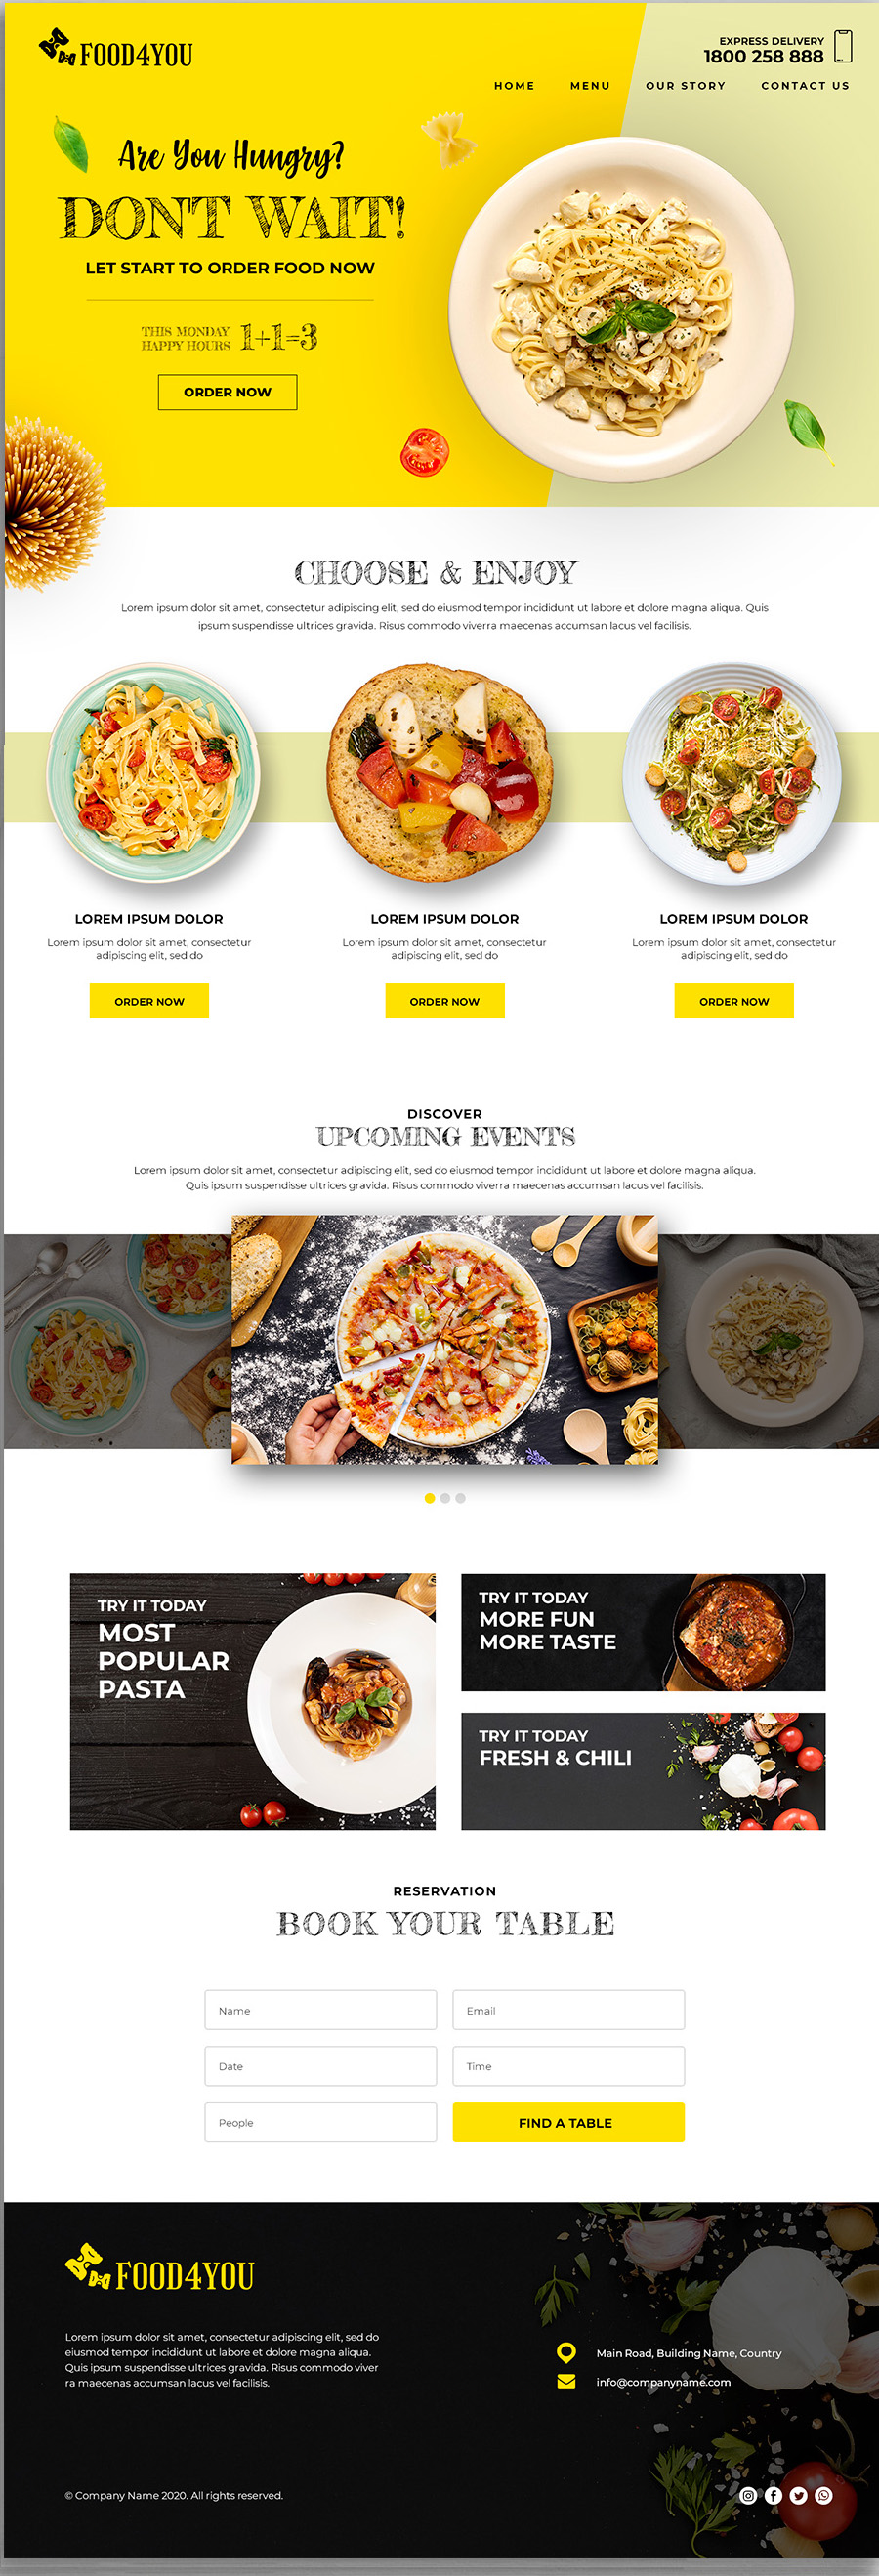 FOOD4YOU
EXPRESS DELIVERY
1800 258 888
HOME MENU OUR STORY CONTACT US
Are You Hungry?
DONT WAIT!
LET START TO ORDER FOOD NOW
THIS MONDAY
HAPPY HOURS
1+1=3
ORDER NOW
CHOOSE & ENJOY
Lorem ipsum dolor sit amet, consectetur adipiscing elit, sed do eiusmod tempor incididunt ut labore et dolore magna aliqua. Quis
ipsum suspendisse ultrices gravida. Risus commodo viverra maecenas accumsan lacus vel facilisis.
LOREM IPSUM DOLOR
Lorem ipsum dolor sit amet, consectetur
adipiscing elit, sed do
ORDER NOW
LOREM IPSUM DOLOR
Lorem ipsum dolor sit amet, consectetur
adipiscing elit, sed do
ORDER NOW
LOREM IPSUM DOLOR
Lorem ipsum dolor sit amet, consectetur
adipiscing elit, sed do
ORDER NOW
DISCOVER
UPCOMING EVENTS
Lorem ipsum dolor sit amet, consectetur adipiscing elit, sed do eiusmod tempor incididunt ut labore et dolore magna aliqua.
Quis ipsum suspendisse ultrices gravida. Risus commodo viverra maecenas accumsan lacus vel facilisis.
TRY IT TODAY
MOST
POPULAR
PASTA
TRY IT TODAY
MORE FUN
MORE TASTE
TRY IT TODAY
FRESH & CHILI
RESERVATION
BOOK YOUR TABLE
Name
Email
Date
Time
People
FIND A TABLE
FOOD4YOU
Lorem ipsum dolor sit amet, consectetur adipiscing elit, sed do
eiusmod tempor incididunt ut labore et dolore magna aliqua.
Quis ipsum suspendisse ultrices gravida. Risus commodo viver
ra maecenas accumsan lacus vel facilisis.
Main Road, Building Name, Country
info@companyname.com
© Company Name 2020. All rights reserved.